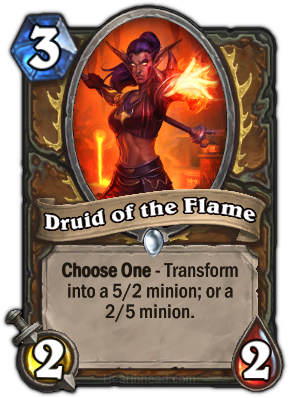 3
Druid of the Flame
Choose One - Transform
into a 5/2 minion; or a
2/5 minion.
2
2